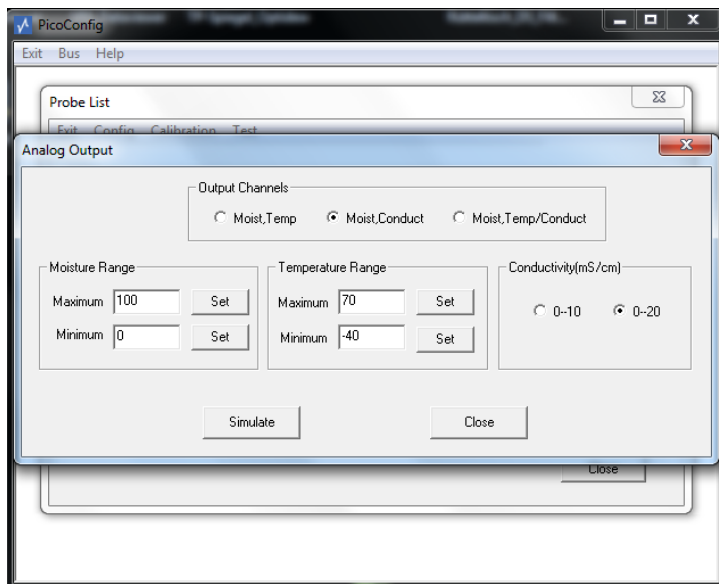 PicoConfig
Exit Bus Help
Probe List
Exit Config Calibration Test
Analog Output
Output Channels
Moist,Temp Moist,Conduct Moist,Temp/Conduct
Moisture Range
Maximum 100 Set
Minimum 0 Set
Temperature Range
Maximum 70 Set
Minimum -40 Set
Conductivity(mS/cm)
0--10 0--20
Simulate Close
Close